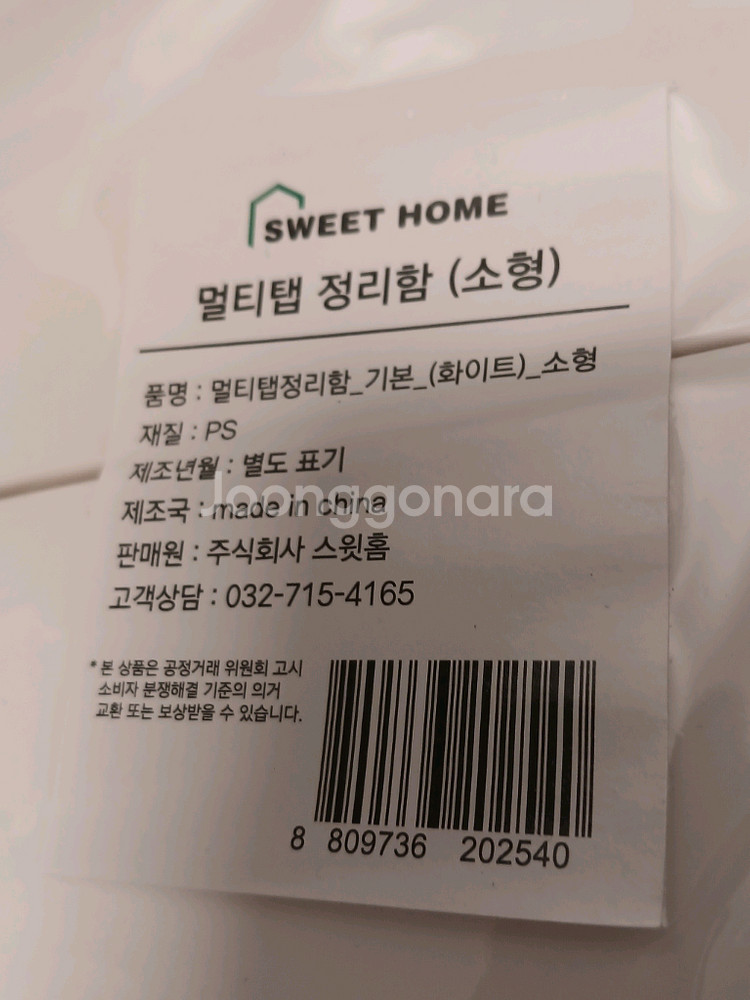 SWEET HOME
멀티탭 정리함 (소형)
품명 : 멀티탭정리함_기본_(화이트)_소형
재질 : PS
제조년월 : 별도 표기
제조국 : made in china
Joonggonara
판매원 : 주식회사 스윗홈
고객상담 : 032-715-4165
* 본 상품은 공정거래 위원회 고시
소비자 분쟁해결 기준의 의거
교환 또는 보상받을 수 있습니다.
8 809736 202540